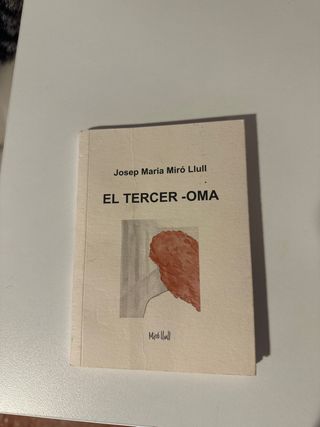 Josep Maria Miró Llull
EL TERCER -OMA
Miró Llull